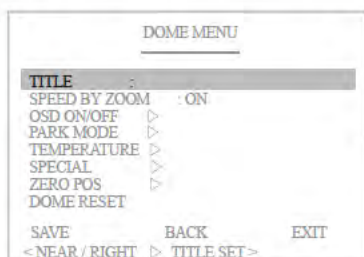 DOME MENU
TITLE :
SPEED BY ZOOM : ON
OSD ON/OFF ▷
PARK MODE ▷
TEMPERATURE ▷
SPECIAL ▷
ZERO POS ▷
DOME RESET
SAVE BACK EXIT
< NEAR / RIGHT ▷ TITLE SET >